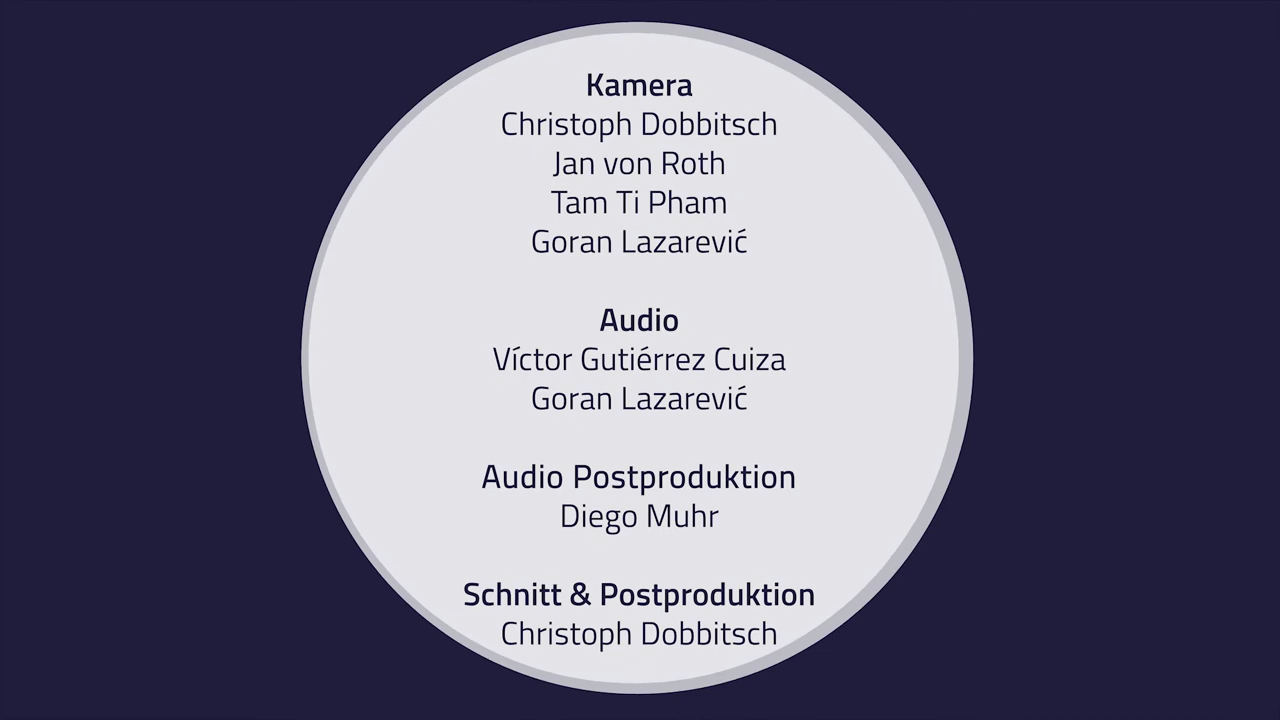 Kamera
Christoph Dobbitsch
Jan von Roth
Tam Ti Pham
Goran Lazarević
Audio
Víctor Gutiérrez Cuiza
Goran Lazarević
Audio Postproduktion
Diego Muhr
Schnitt & Postproduktion
Christoph Dobbitsch